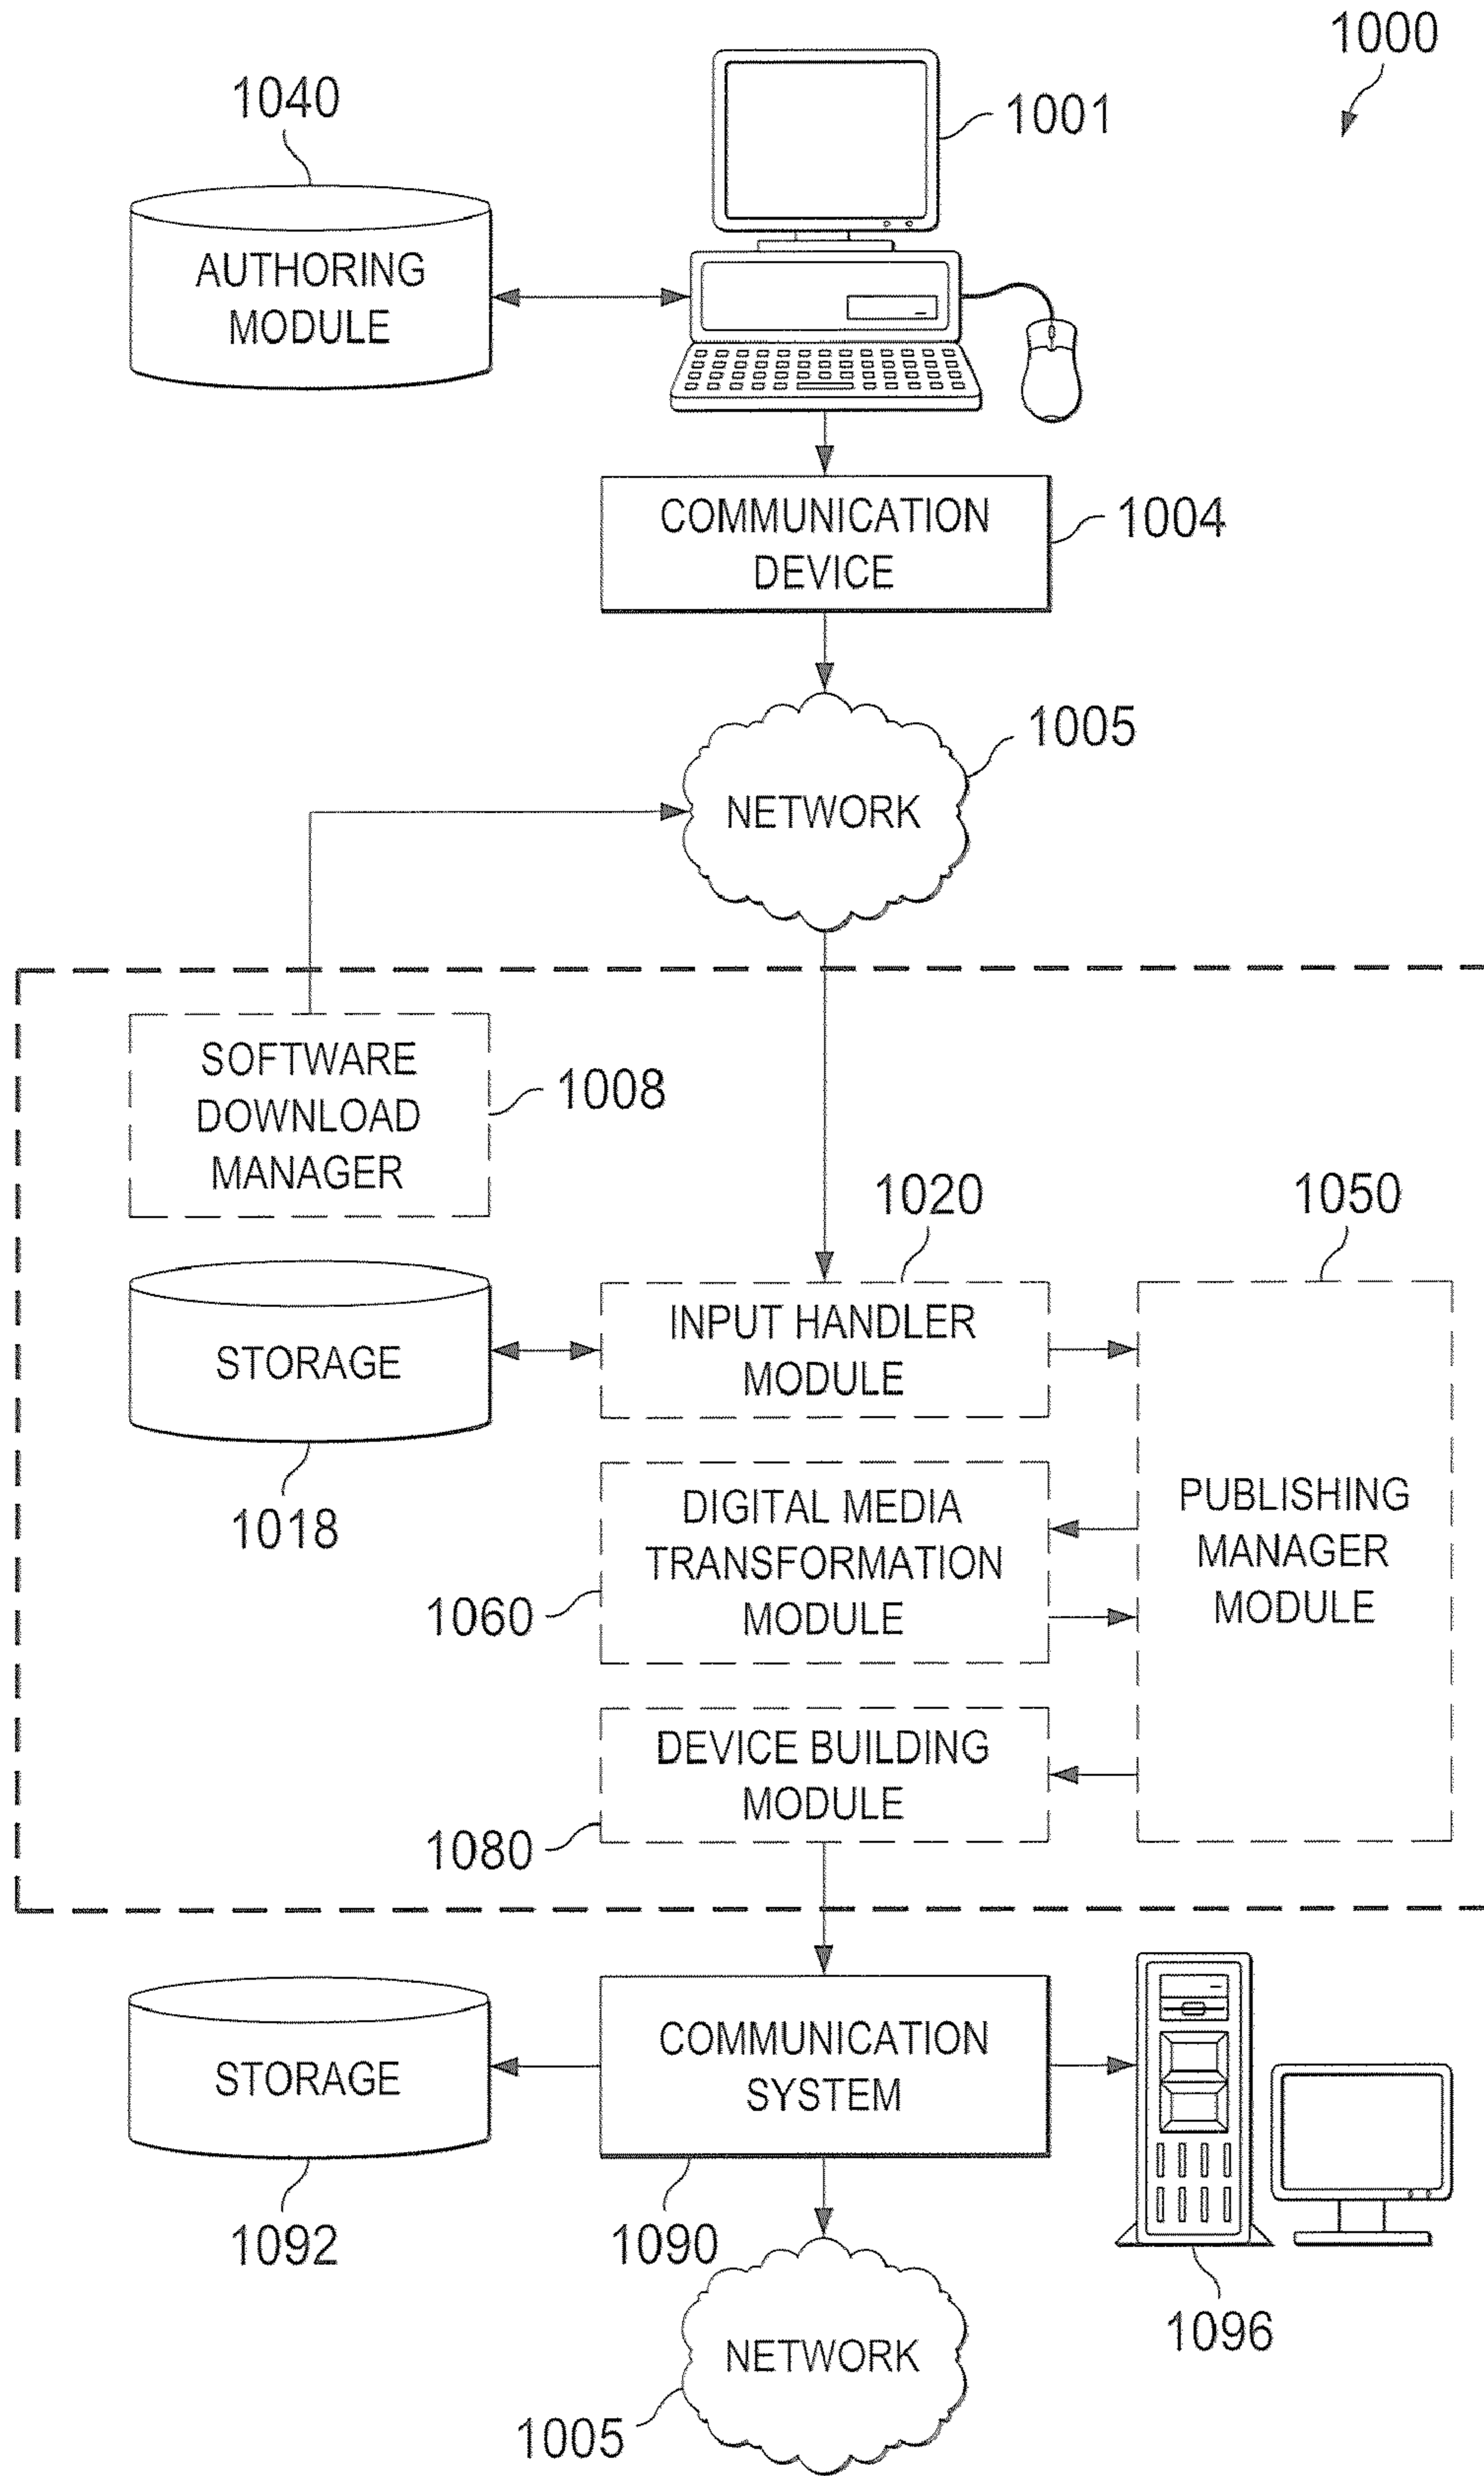 1000
1040
1001
AUTHORING
MODULE
COMMUNICATION
DEVICE
1004
1005
NETWORK
SOFTWARE
DOWNLOAD
MANAGER
1008
1020
1050
INPUT HANDLER
MODULE
STORAGE
1018
DIGITAL MEDIA
TRANSFORMATION
MODULE
1060
PUBLISHING
MANAGER
MODULE
DEVICE BUILDING
MODULE
1080
COMMUNICATION
SYSTEM
STORAGE
1092
1090
1096
NETWORK
1005